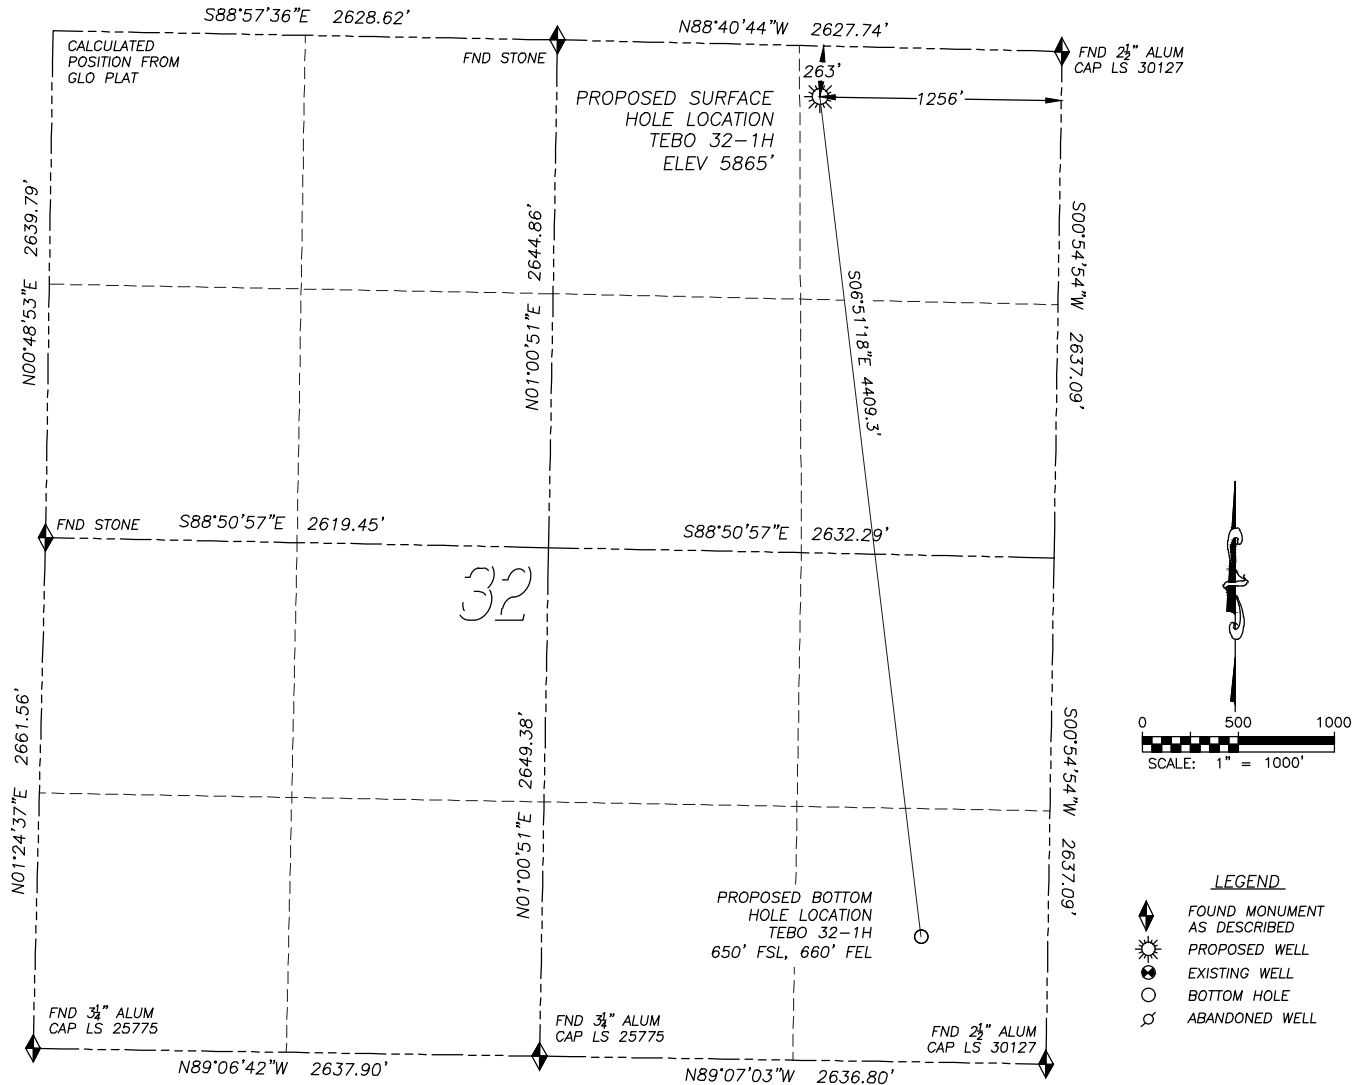 S88°57'36"E 2628.62'
N88°40'44"W 2627.74'
CALCULATED
POSITION FROM
GLO PLAT
FND STONE
FND 2½" ALUM
CAP LS 30127
263'
1256'
PROPOSED SURFACE
HOLE LOCATION
TEBO 32-1H
ELEV 5865'
N00°48'53"E 2639.79'
N01°00'51"E 2644.86'
S00°54'54"W 2637.09'
S06°51'18"E 4409.3'
FND STONE
S88°50'57"E 2619.45'
S88°50'57"E 2632.29'
32
N01°24'37"E 2661.56'
N01°00'51"E 2649.38'
S00°54'54"W 2637.09'
0 500 1000
SCALE: 1" = 1000'
PROPOSED BOTTOM
HOLE LOCATION
TEBO 32-1H
650' FSL, 660' FEL
LEGEND
FOUND MONUMENT
AS DESCRIBED
PROPOSED WELL
EXISTING WELL
BOTTOM HOLE
ABANDONED WELL
FND 3¼" ALUM
CAP LS 25775
FND 3¼" ALUM
CAP LS 25775
FND 2½" ALUM
CAP LS 30127
N89°06'42"W 2637.90'
N89°07'03"W 2636.80'